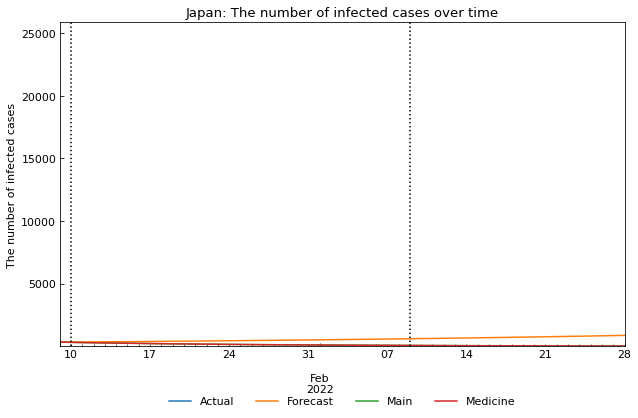 Japan: The number of infected cases over time
The number of infected cases
25000
20000
15000
10000
5000
10 17 24 31 07 14 21 28
Feb
2022
Actual Forecast Main Medicine